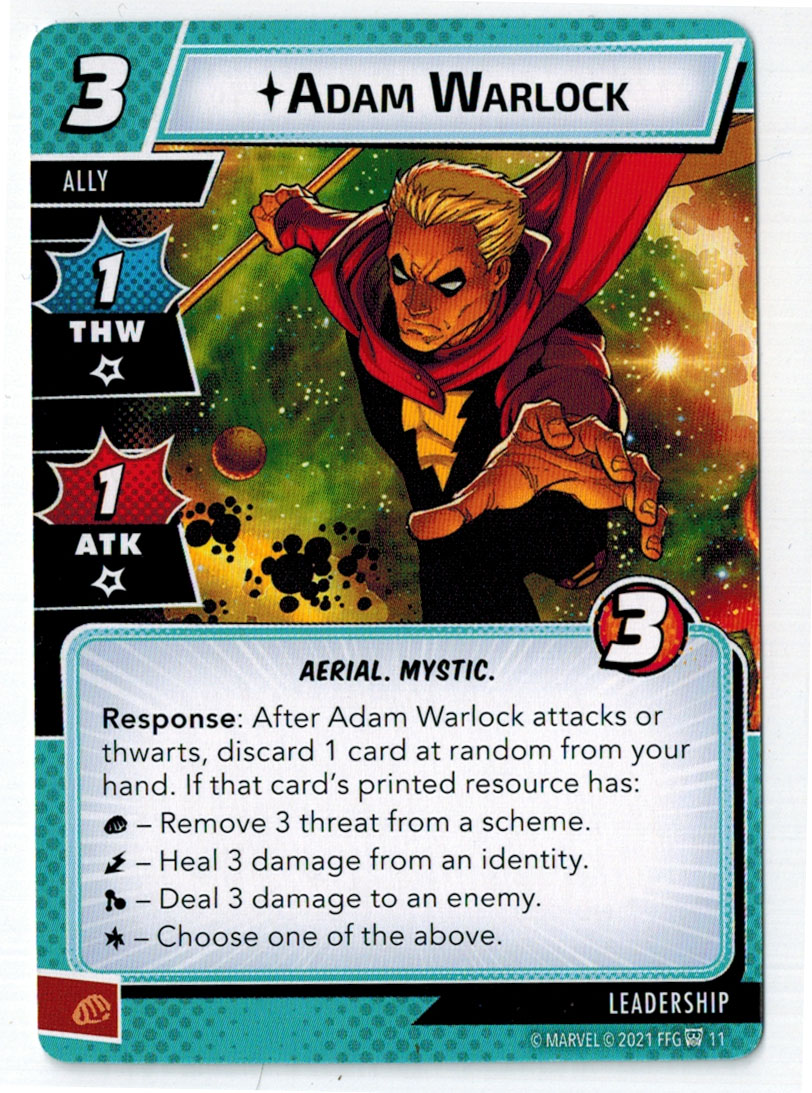 3
ADAM WARLOCK
ALLY
1
THW
1
ATK
3
AERIAL. MYSTIC.
Response: After Adam Warlock attacks or
thwarts, discard 1 card at random from your
hand. If that card's printed resource has:
– Remove 3 threat from a scheme.
– Heal 3 damage from an identity.
– Deal 3 damage to an enemy.
– Choose one of the above.
LEADERSHIP
© MARVEL © 2021 FFG 11